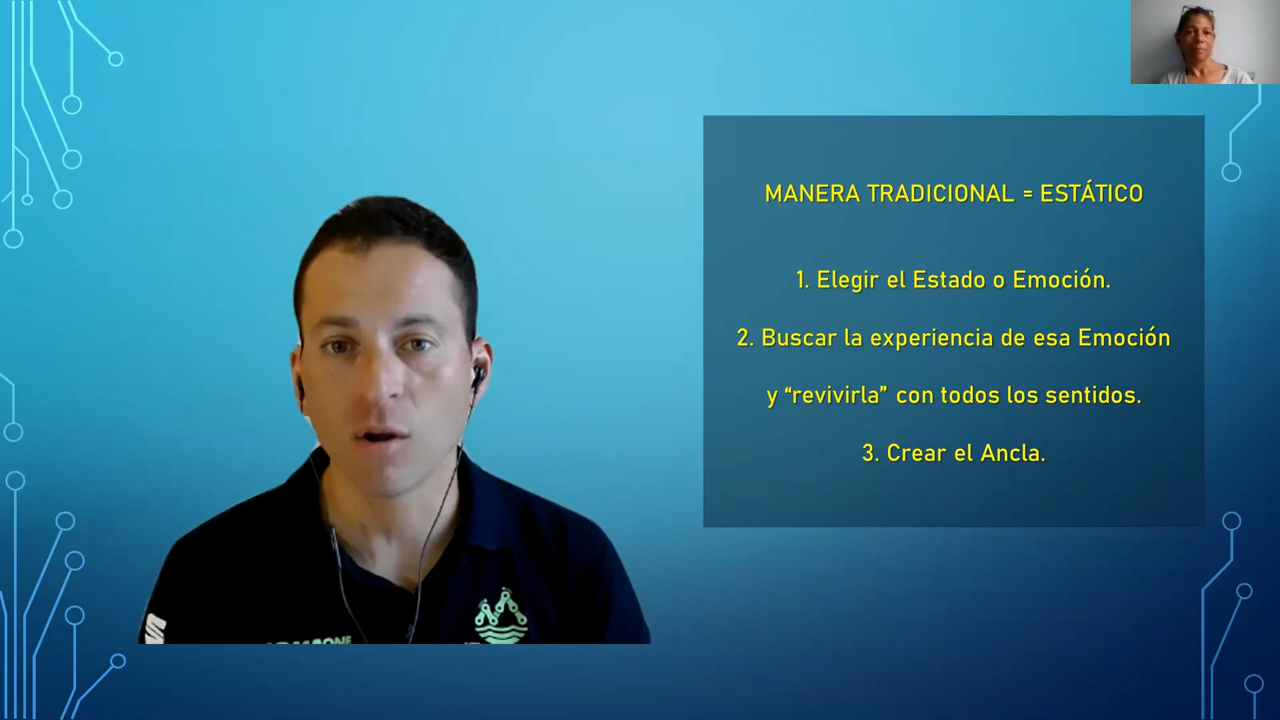 MANERA TRADICIONAL = ESTÁTICO
1. Elegir el Estado o Emoción.
2. Buscar la experiencia de esa Emoción
y “revivirla” con todos los sentidos.
3. Crear el Ancla.